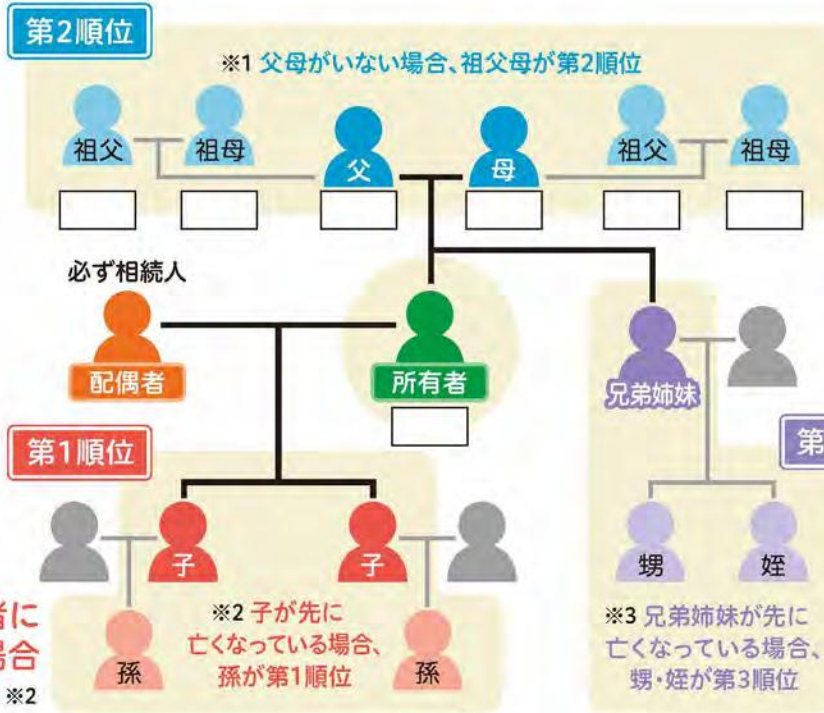 第2順位
※1 父母がいない場合、祖父母が第2順位
祖父
祖母
父
母
祖父
祖母
必ず相続人
配偶者
所有者
兄弟姉妹
第1順位
第
子
子
甥
姪
者に
場合
※2
孫
※2 子が先に
亡くなっている場合、
孫が第1順位
孫
※3 兄弟姉妹が先に
亡くなっている場合、
甥・姪が第3順位